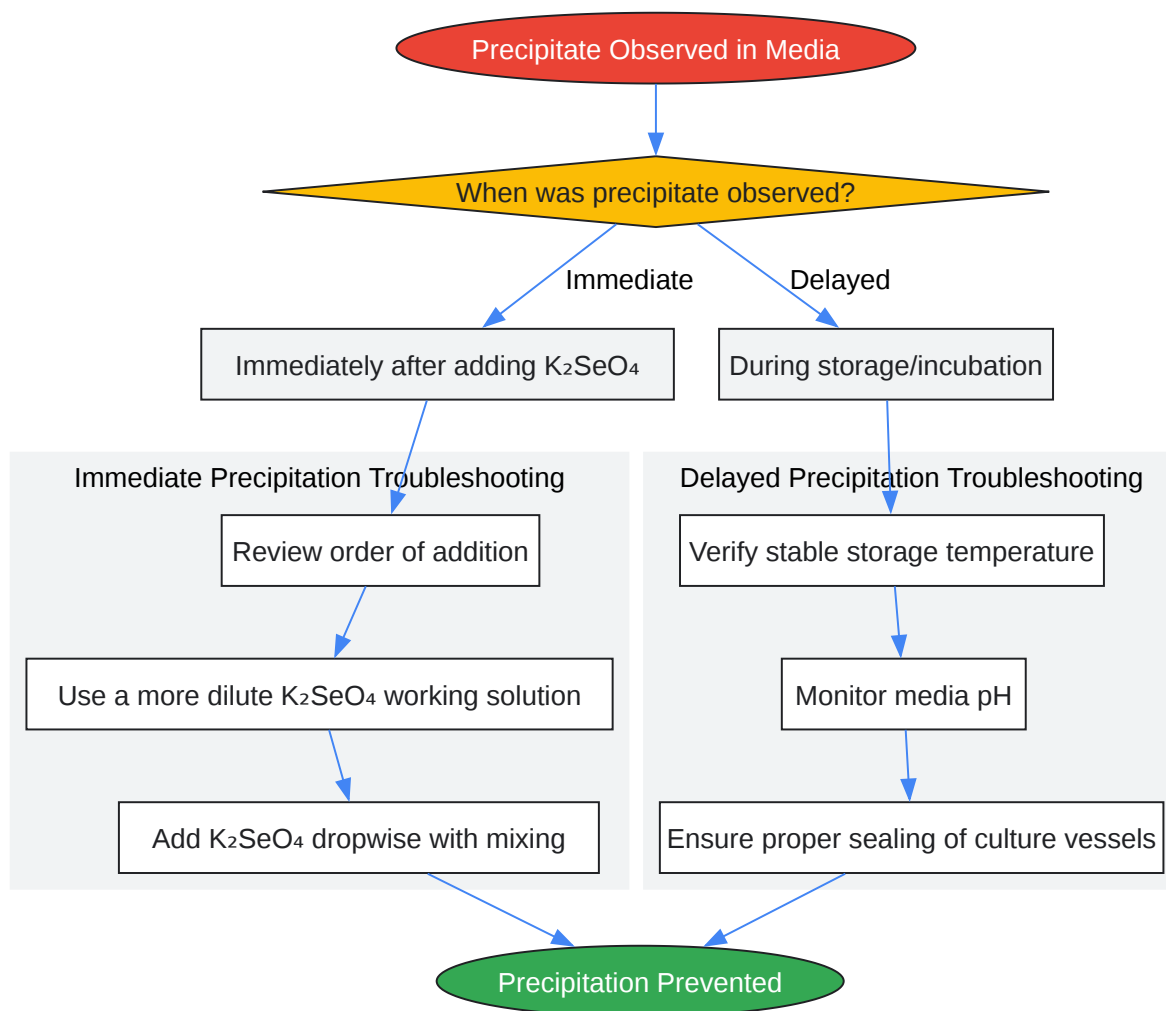 Precipitate Observed in Media
When was precipitate observed?
Immediate
Delayed
Immediately after adding K₂SeO₄
During storage/incubation
Immediate Precipitation Troubleshooting
Delayed Precipitation Troubleshooting
Review order of addition
Verify stable storage temperature
Use a more dilute K₂SeO₄ working solution
Monitor media pH
Add K₂SeO₄ dropwise with mixing
Ensure proper sealing of culture vessels
Precipitation Prevented